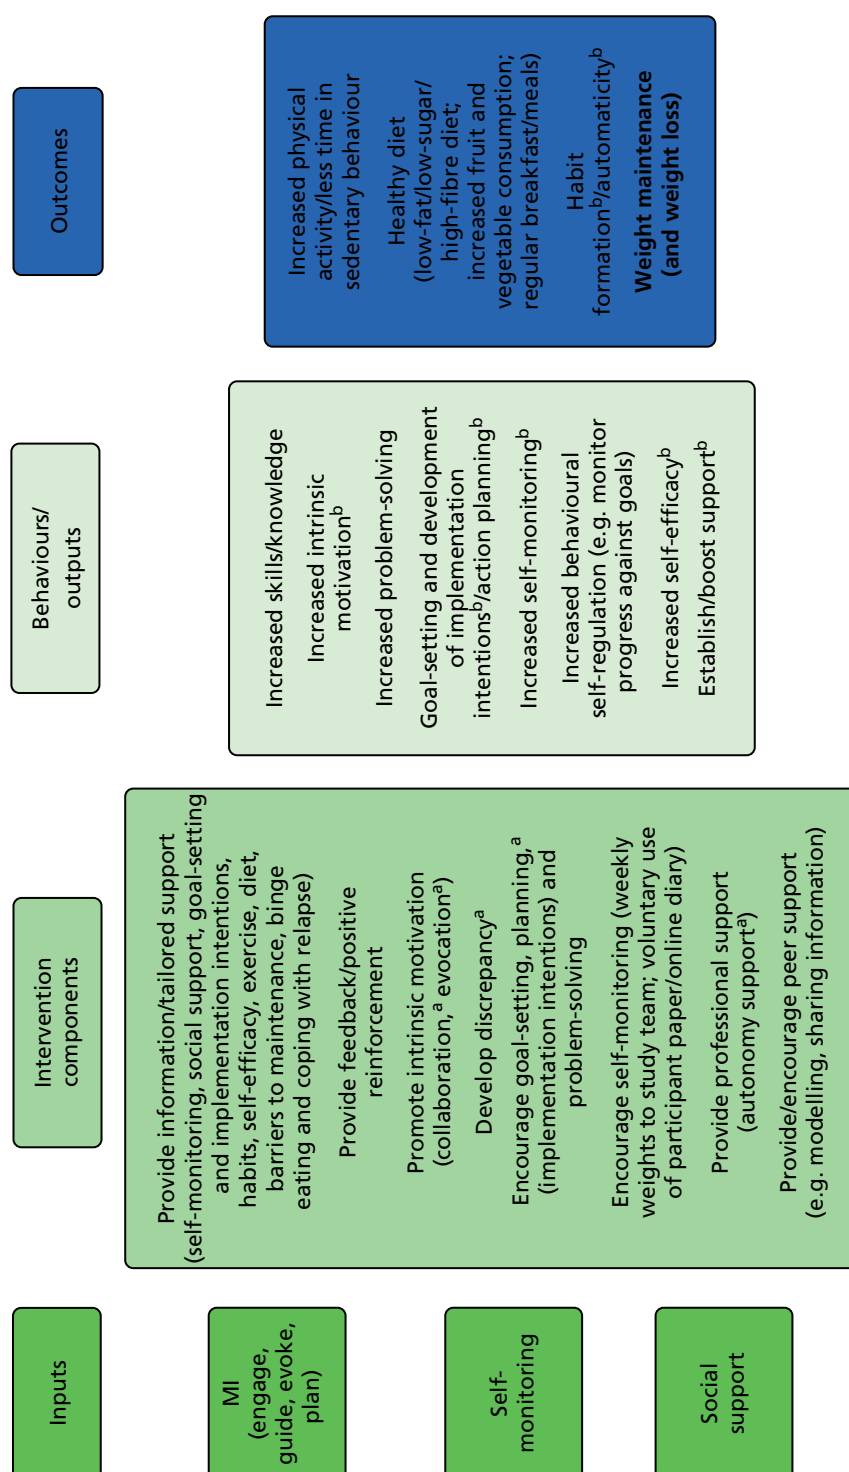 Inputs
MI
(engage,
guide, evoke,
plan)
Self-
monitoring
Social
support
Intervention
components
Provide information/tailored support
(self-monitoring, social support, goal-setting
and implementation intentions,
habits, self-efficacy, exercise, diet,
barriers to maintenance, binge
eating and coping with relapse)
Provide feedback/positive
reinforcement
Promote intrinsic motivation
(collaboration,ᵃ evocationᵃ)
Develop discrepancyᵃ
Encourage goal-setting, planning,ᵃ
(implementation intentions) and
problem-solving
Encourage self-monitoring (weekly
weights to study team; voluntary use
of participant paper/online diary)
Provide professional support
(autonomy supportᵃ)
Provide/encourage peer support
(e.g. modelling, sharing information)
Behaviours/
outputs
Increased skills/knowledge
Increased intrinsic
motivationᵇ
Increased problem-solving
Goal-setting and development
of implementation
intentionsᵇ/action planningᵇ
Increased self-monitoringᵇ
Increased behavioural
self-regulation (e.g. monitor
progress against goals)
Increased self-efficacyᵇ
Establish/boost supportᵇ
Outcomes
Increased physical
activity/less time in
sedentary behaviour
Healthy diet
(low-fat/low-sugar/
high-fibre diet;
increased fruit and
vegetable consumption;
regular breakfast/meals)
Habit
formationᵇ/automaticityᵇ
Weight maintenance
(and weight loss)